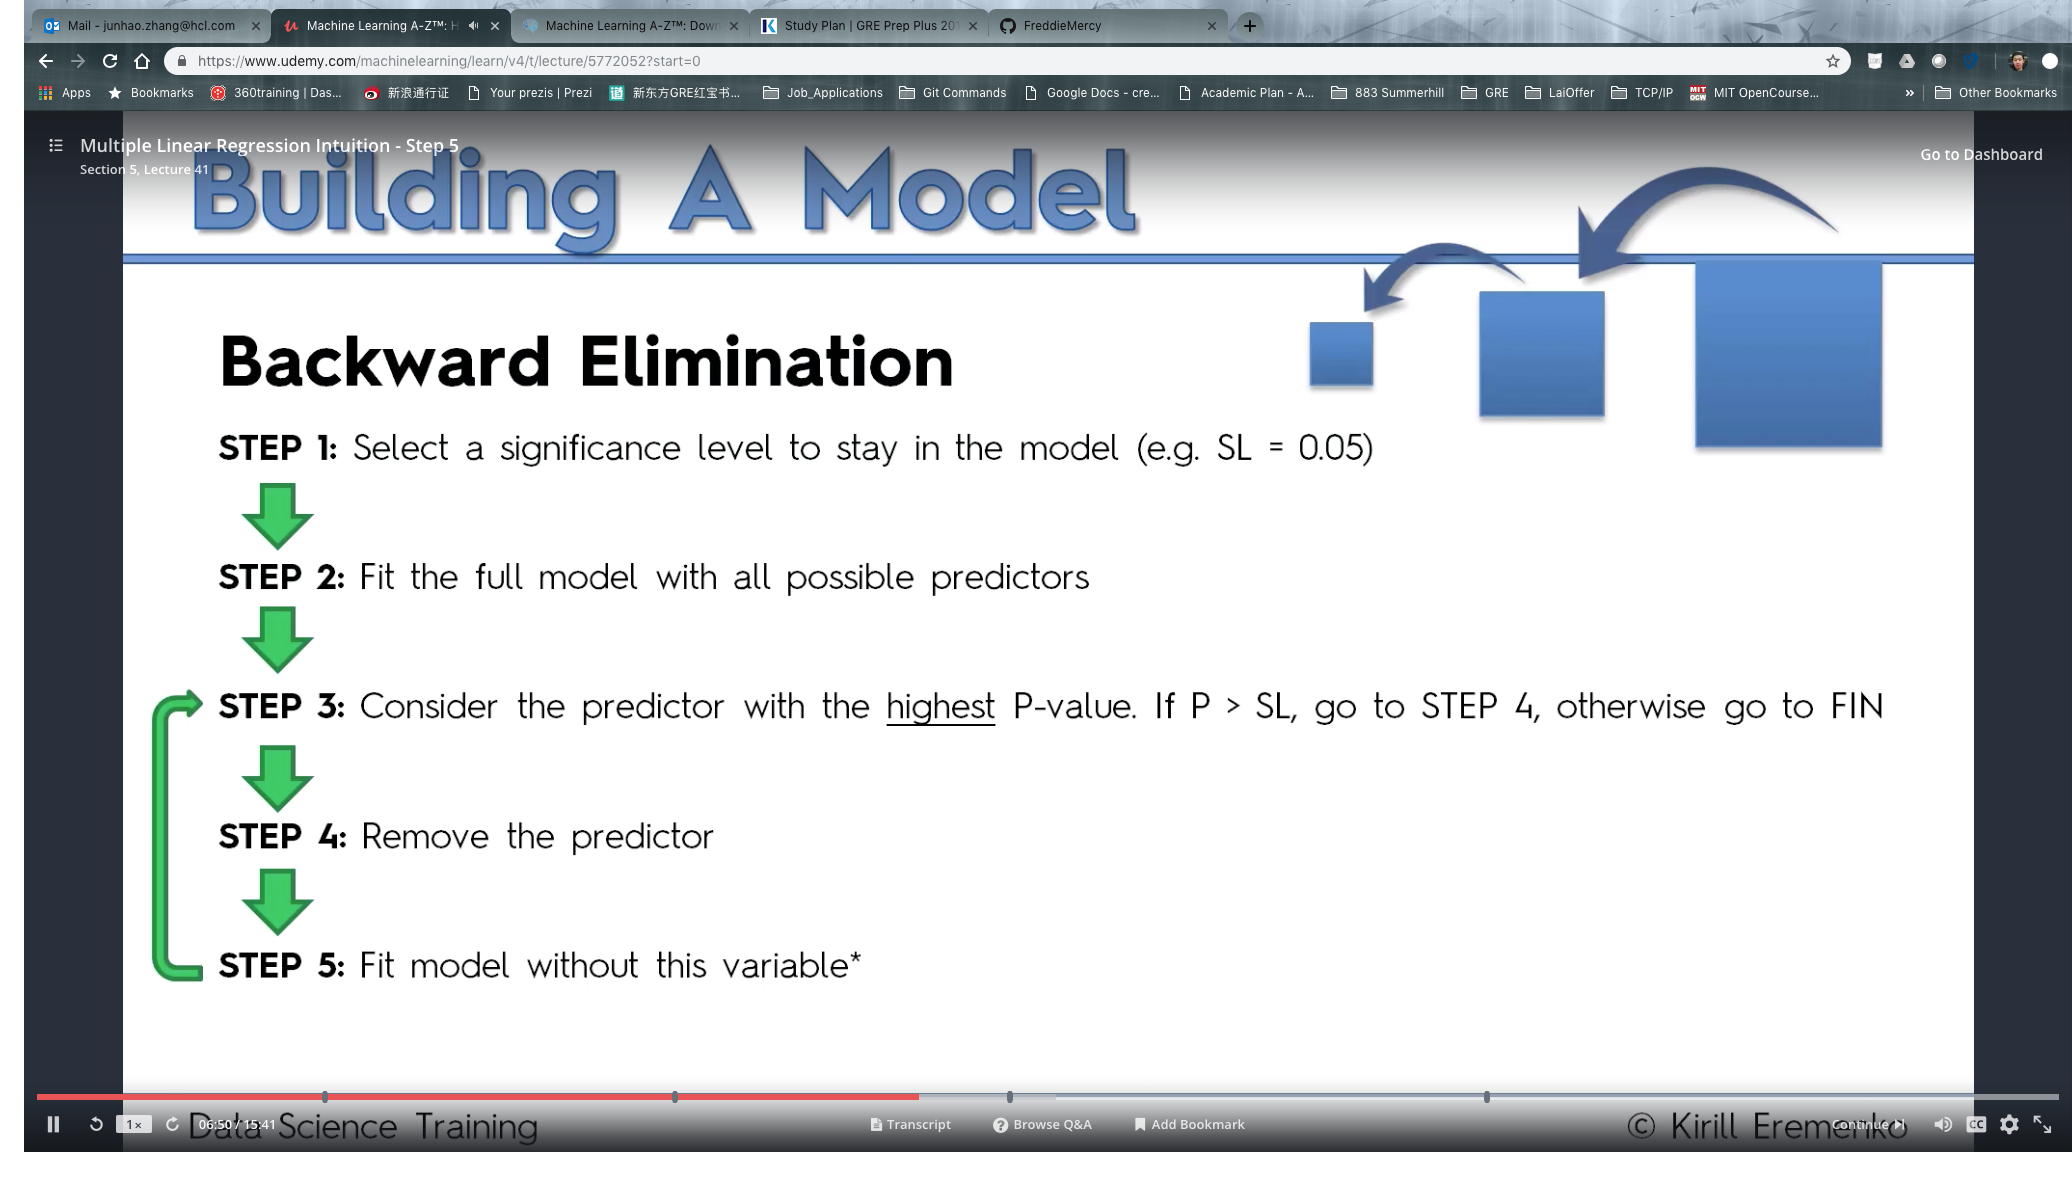 Mail - junhao.zhang@hcl.com
Machine Learning A-Z™: H
Machine Learning A-Z™: Down
Study Plan | GRE Prep Plus 201
FreddieMercy
https://www.udemy.com/machinelearning/learn/v4/t/lecture/5772052?start=0
Apps Bookmarks 360training | Das... 新浪通行证 Your prezis | Prezi 新东方GRE红宝书... Job_Applications Git Commands Google Docs - cre... Academic Plan - A... 883 Summerhill GRE LaiOffer TCP/IP MIT OpenCourse... » Other Bookmarks
Multiple Linear Regression Intuition - Step 5
Section 5, Lecture 41
Go to Dashboard
Building A Model
Backward Elimination
STEP 1: Select a significance level to stay in the model (e.g. SL = 0.05)
STEP 2: Fit the full model with all possible predictors
STEP 3: Consider the predictor with the highest P-value. If P > SL, go to STEP 4, otherwise go to FIN
STEP 4: Remove the predictor
STEP 5: Fit model without this variable*
1x
06:50 / 15:41
Data Science Training
Transcript
Browse Q&A
Add Bookmark
© Kirill Eremenko
Continue
CC